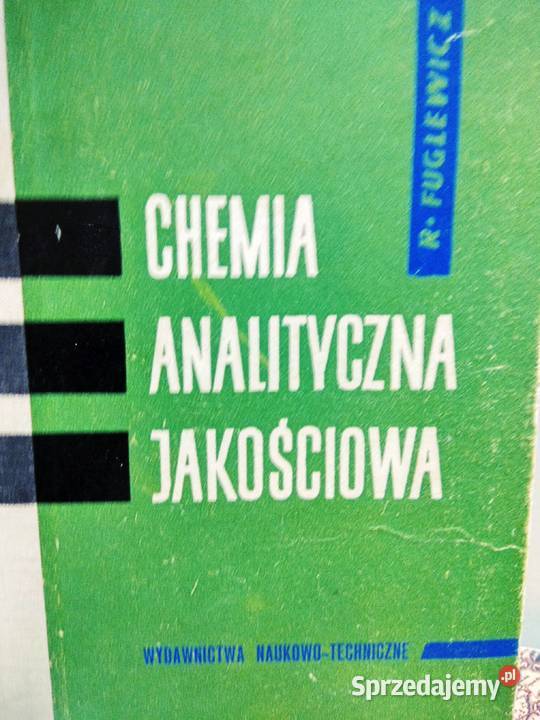 R. FUGLEWICZ
CHEMIA
ANALITYCZNA
JAKOŚCIOWA
WYDAWNICTWA NAUKOWO-TECHNICZNE
Sprzedajemy.pl